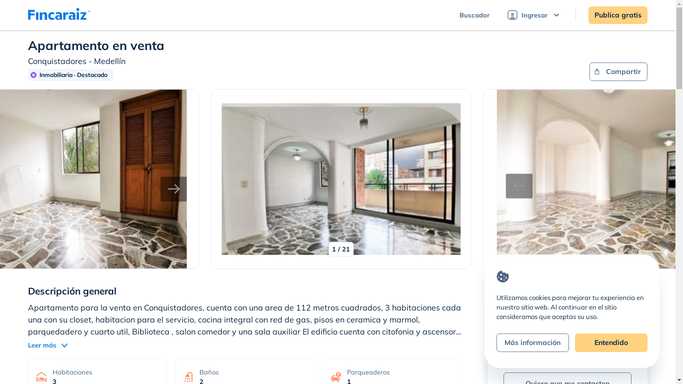 Fincaraiz
Buscador
Ingresar
Publica gratis
Apartamento en venta
Conquistadores - Medellín
Inmobiliaria · Destacado
Compartir
1 / 21
Descripción general
Apartamento para la venta en Conquistadores, cuenta con una area de 112 metros cuadrados, 3 habitaciones cada
una con su closet, habitacion para el servicio, cocina integral con red de gas, pisos en ceramica y marmol,
parquedadero y cuarto util, Biblioteca , salon comedor y una sala auxiliar El edificio cuenta con citofonia y ascensor...
Leer más
Habitaciones
3
Baños
2
Parqueaderos
1
Utilizamos cookies para mejorar tu experiencia en
nuestro sitio web. Al continuar en el sitio
consideramos que aceptas su uso.
Más información
Entendido
Quiero que me contacten